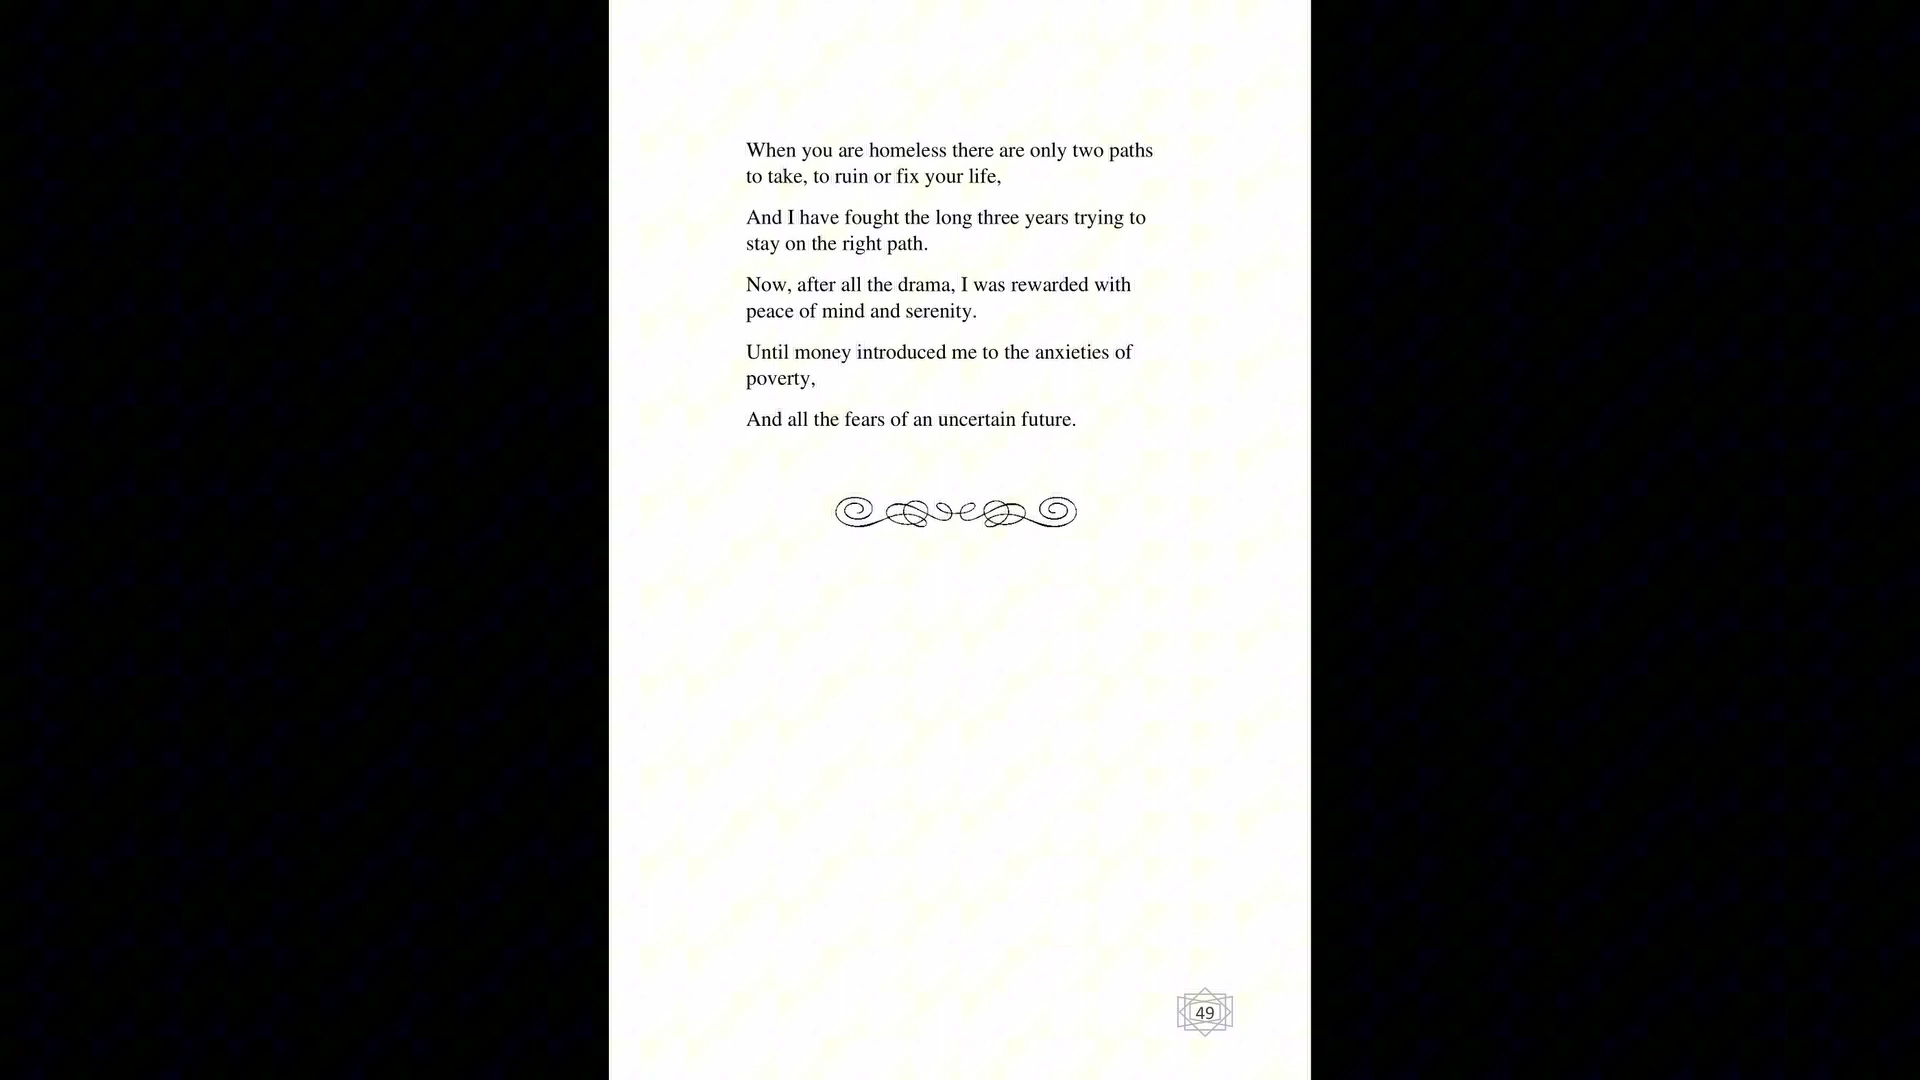 When you are homeless there are only two paths
to take, to ruin or fix your life,
And I have fought the long three years trying to
stay on the right path.
Now, after all the drama, I was rewarded with
peace of mind and serenity.
Until money introduced me to the anxieties of
poverty,
And all the fears of an uncertain future.
49